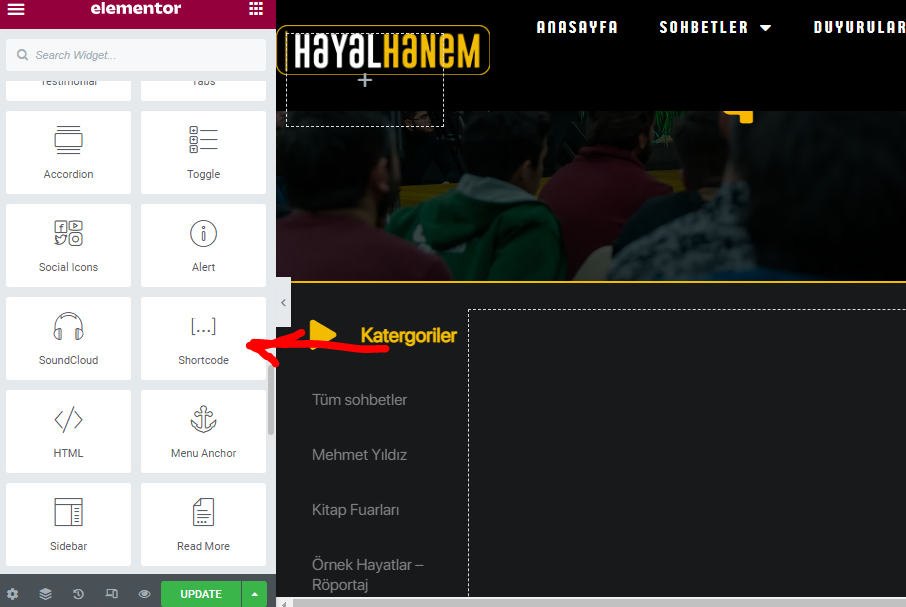 elementor
Search Widget...
Testimonial
Tabs
Accordion
Toggle
Social Icons
Alert
SoundCloud
[...]
Shortcode
HTML
Menu Anchor
Sidebar
Read More
UPDATE
HAYALHANEM
ANASAYFA
SOHBETLER
DUYURULAR
Katergoriler
Tüm sohbetler
Mehmet Yıldız
Kitap Fuarları
Örnek Hayatlar –
Röportaj